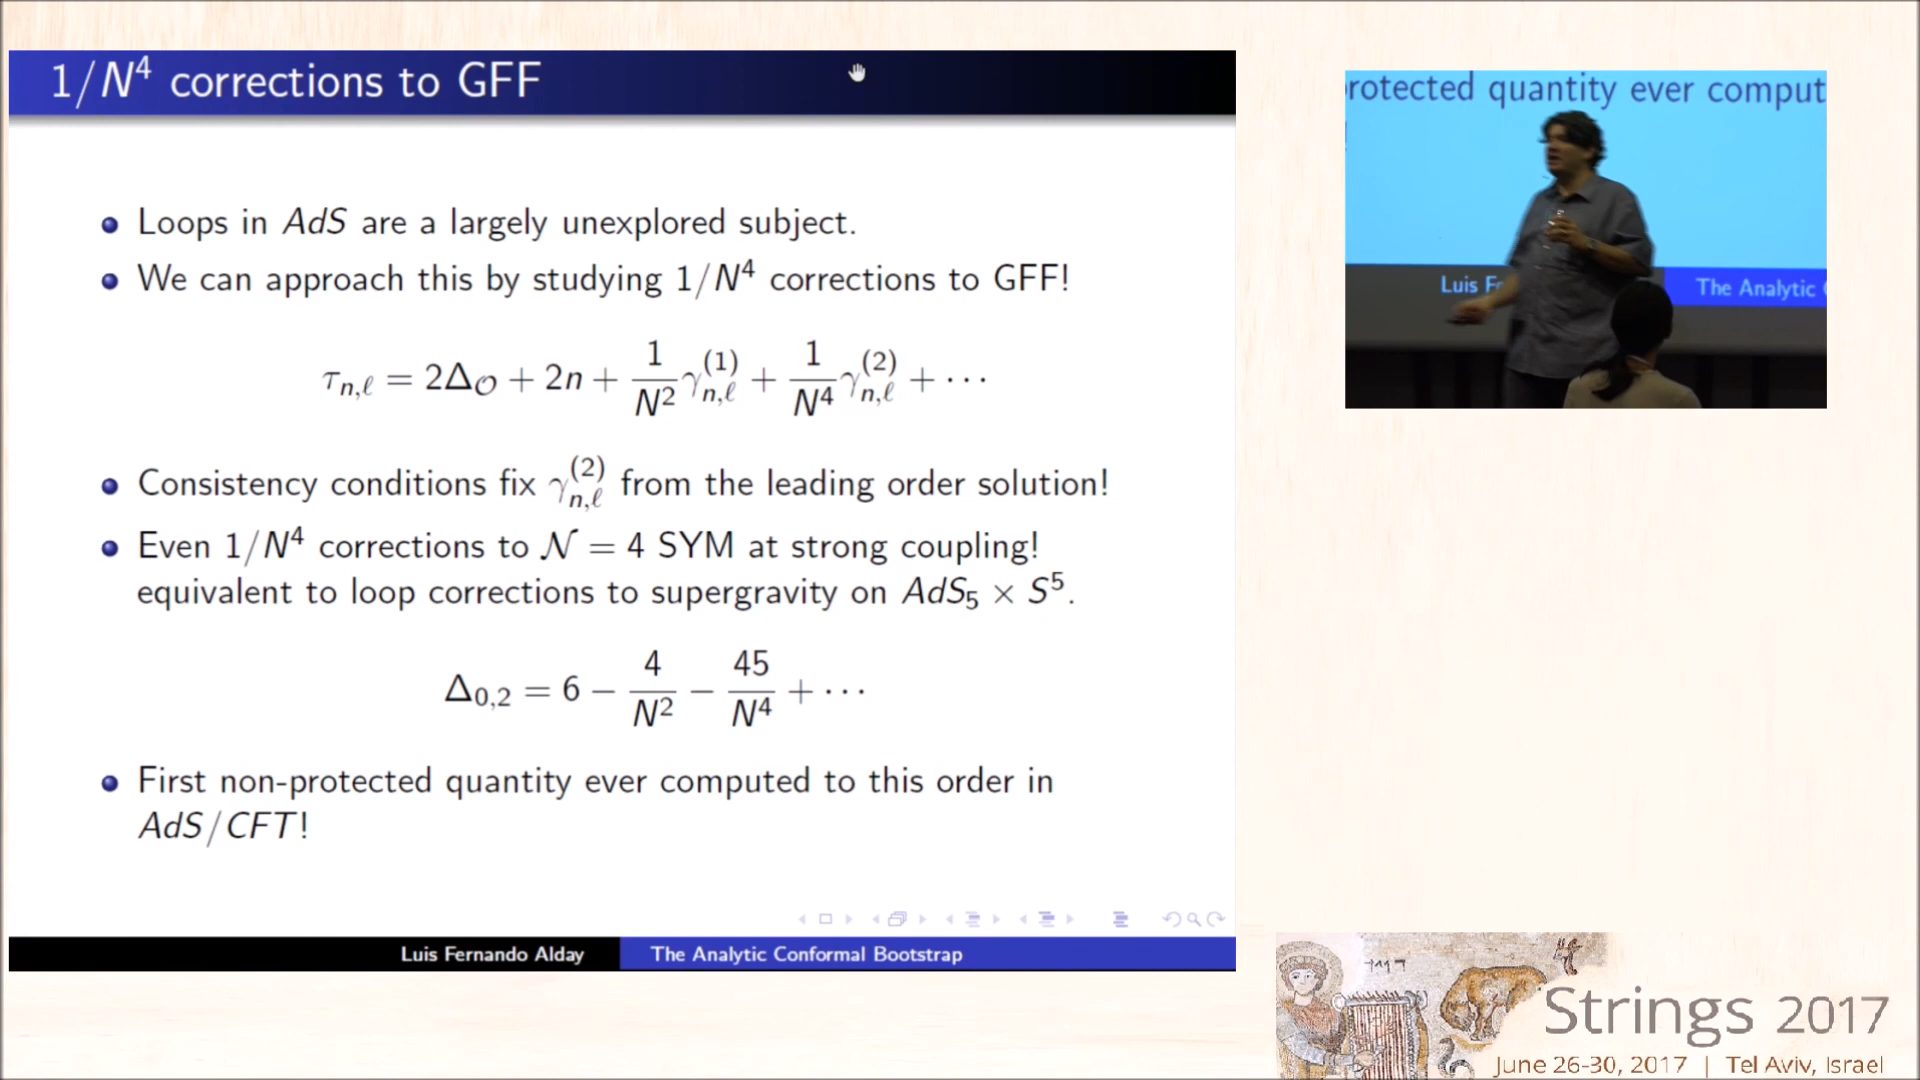 1/N⁴ corrections to GFF
Loops in AdS are a largely unexplored subject.
We can approach this by studying 1/N⁴ corrections to GFF!
τ_{n,ℓ} = 2Δ_𝒪 + 2n + \frac{1}{N²}γ^{(1)}_{n,ℓ} + \frac{1}{N⁴}γ^{(2)}_{n,ℓ} + ⋯
Consistency conditions fix γ^{(2)}_{n,ℓ} from the leading order solution!
Even 1/N⁴ corrections to 𝒩 = 4 SYM at strong coupling!
equivalent to loop corrections to supergravity on AdS₅ × S⁵.
Δ_{0,2} = 6 − \frac{4}{N²} − \frac{45}{N⁴} + ⋯
First non-protected quantity ever computed to this order in
AdS/CFT!
Luis Fernando Alday
The Analytic Conformal Bootstrap
rotected quantity ever comput
!
Luis F
The Analytic
Strings 2017
June 26-30, 2017 | Tel Aviv, Israel